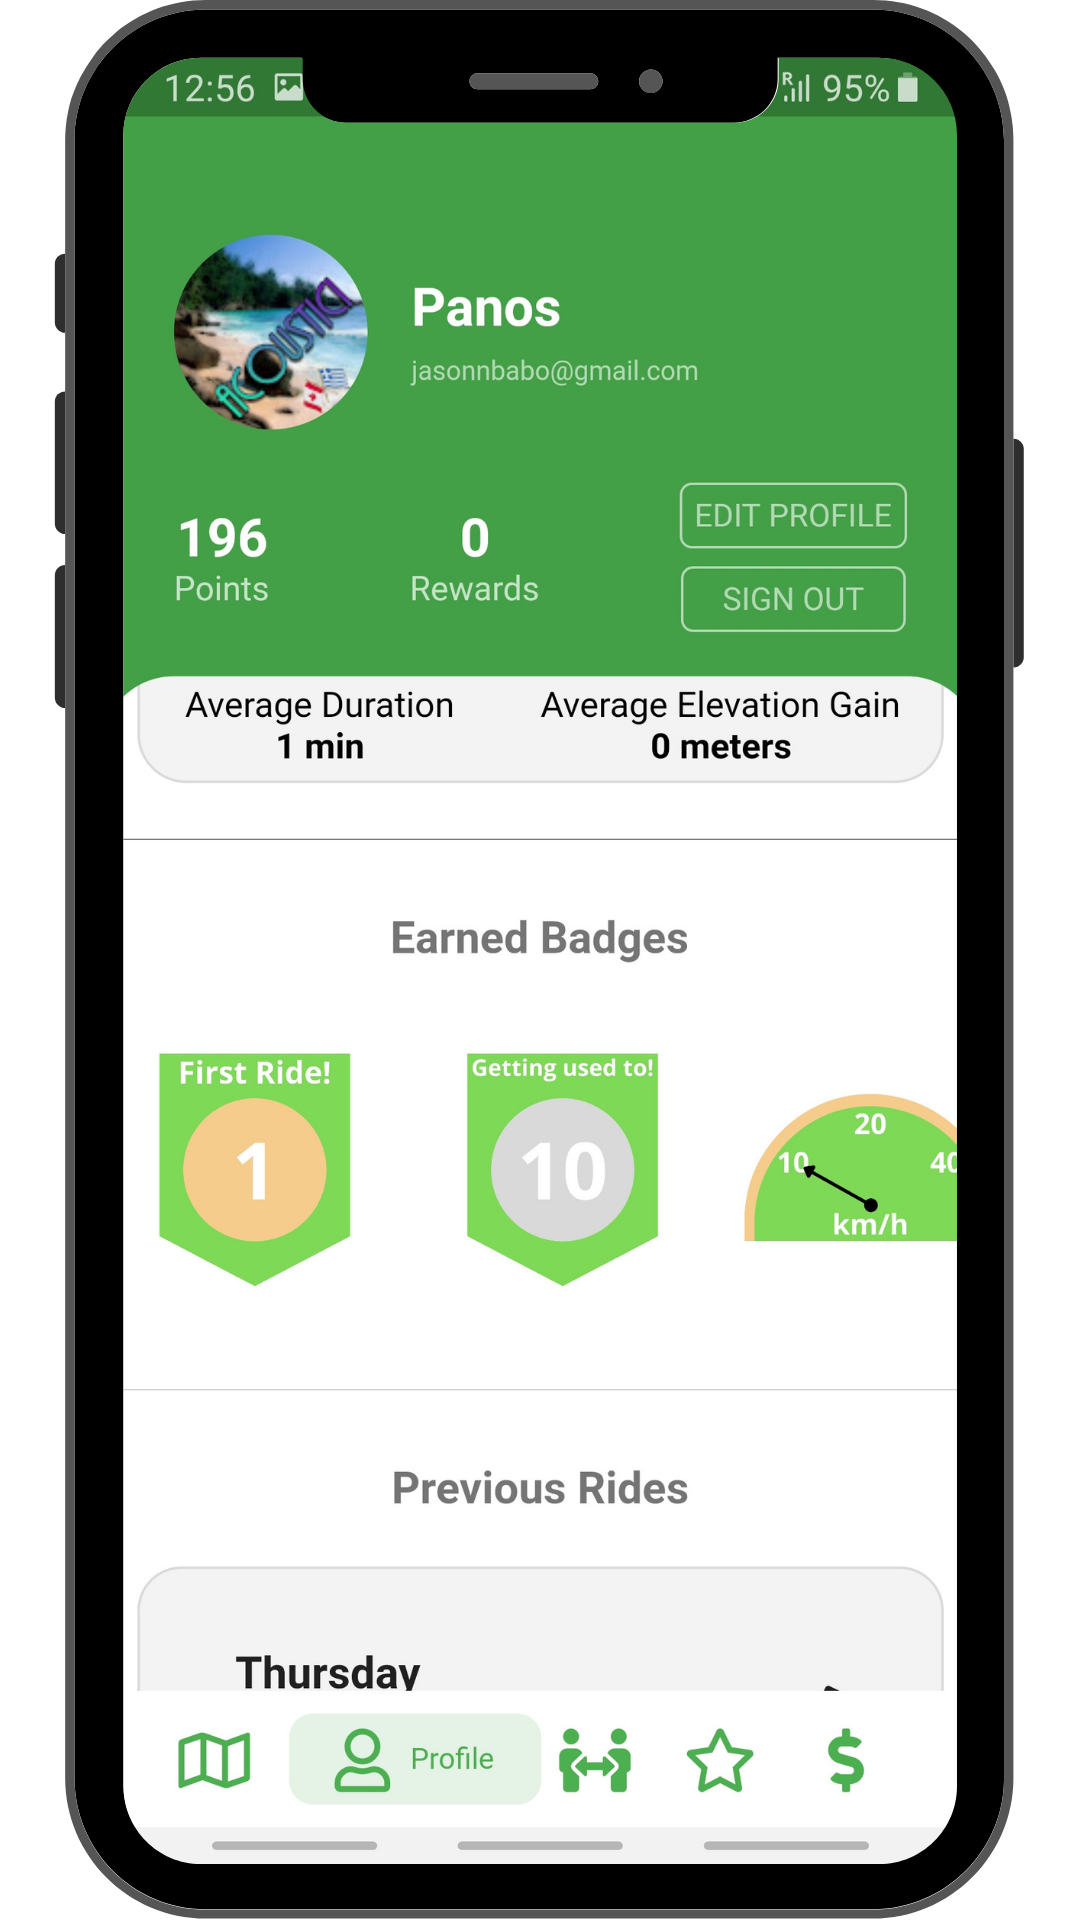 12:56
R 95%
ACOUSTICI
Panos
jasonnbabo@gmail.com
196
Points
0
Rewards
EDIT PROFILE
SIGN OUT
Average Duration
1 min
Average Elevation Gain
0 meters
Earned Badges
First Ride!
1
Getting used to!
10
20
10 40
km/h
Previous Rides
Thursday
Profile
$